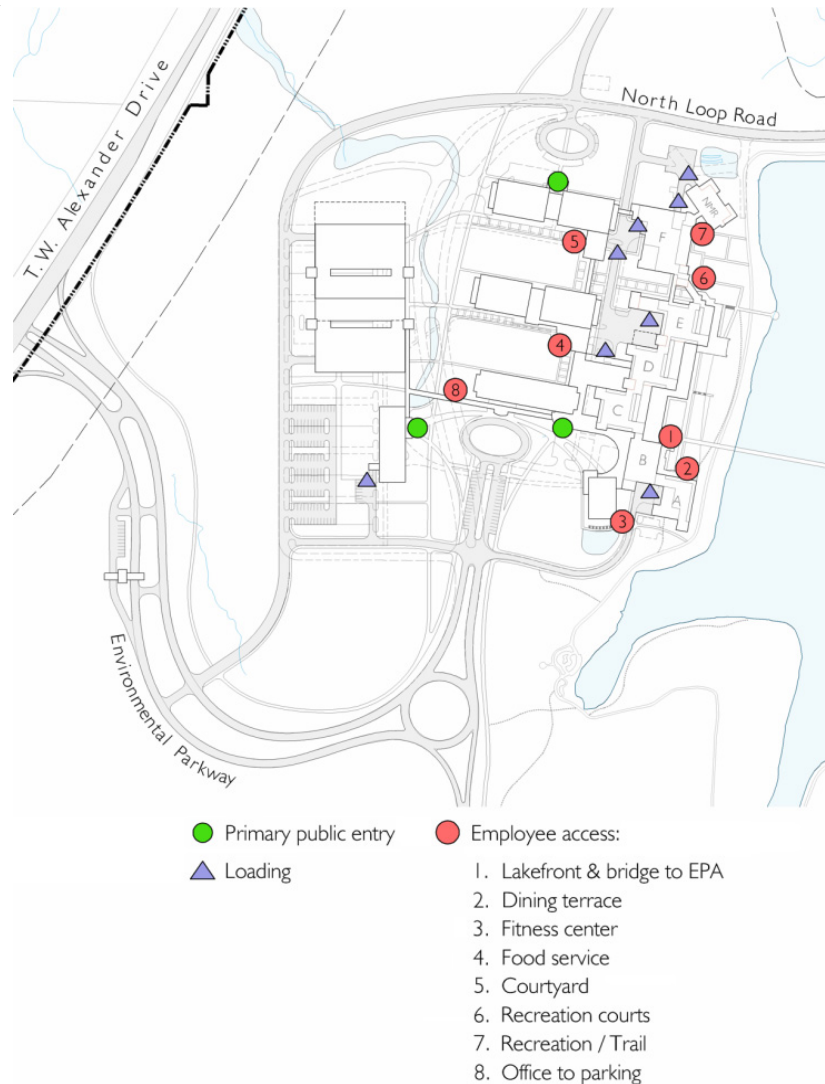 T.W. Alexander Drive
North Loop Road
NMR
7
5
F
6
E
4
D
8
C
1
B
2
A
3
Environmental Parkway
Primary public entry
Loading
Employee access:
1. Lakefront & bridge to EPA
2. Dining terrace
3. Fitness center
4. Food service
5. Courtyard
6. Recreation courts
7. Recreation / Trail
8. Office to parking